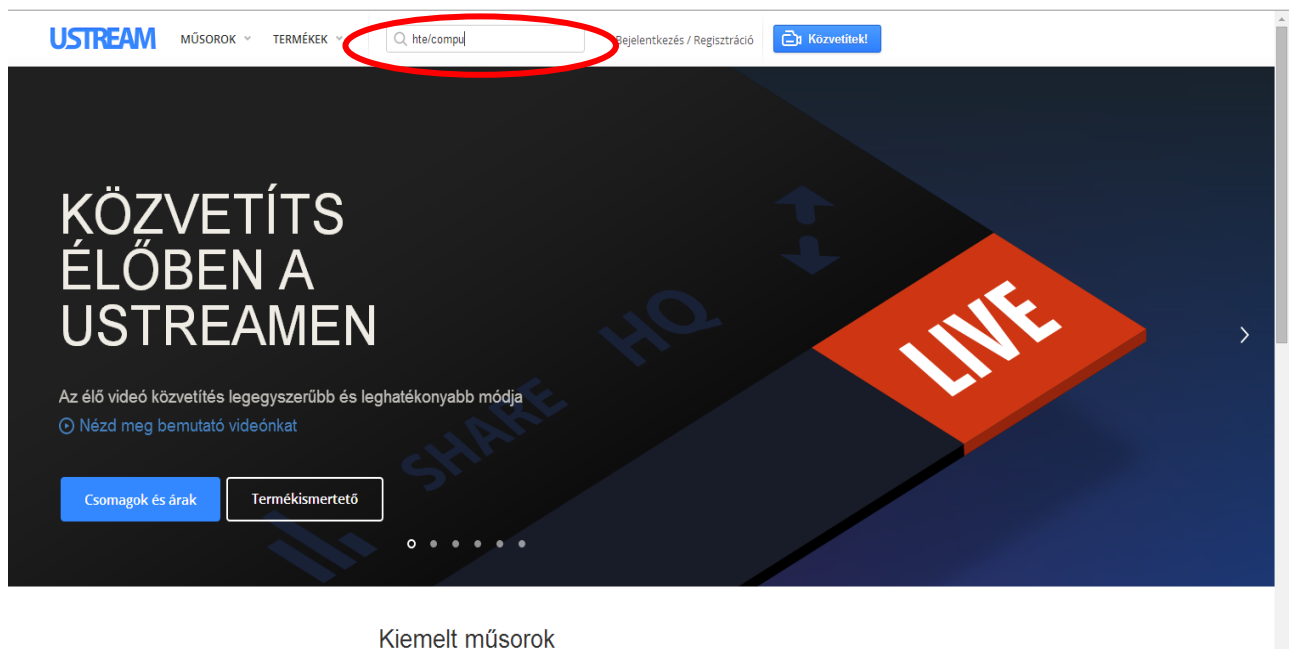 USTREAM MŰSOROK TERMÉKEK hte/compu Bejelentkezés / Regisztráció Közvetítek!
KÖZVETÍTS
ÉLŐBEN A
USTREAMEN
HQ
LIVE
Az élő videó közvetítés legegyszerűbb és leghatékonyabb módja
SHARE
Nézd meg bemutató videónkat
Csomagok és árak Termékismertető
Kiemelt műsorok